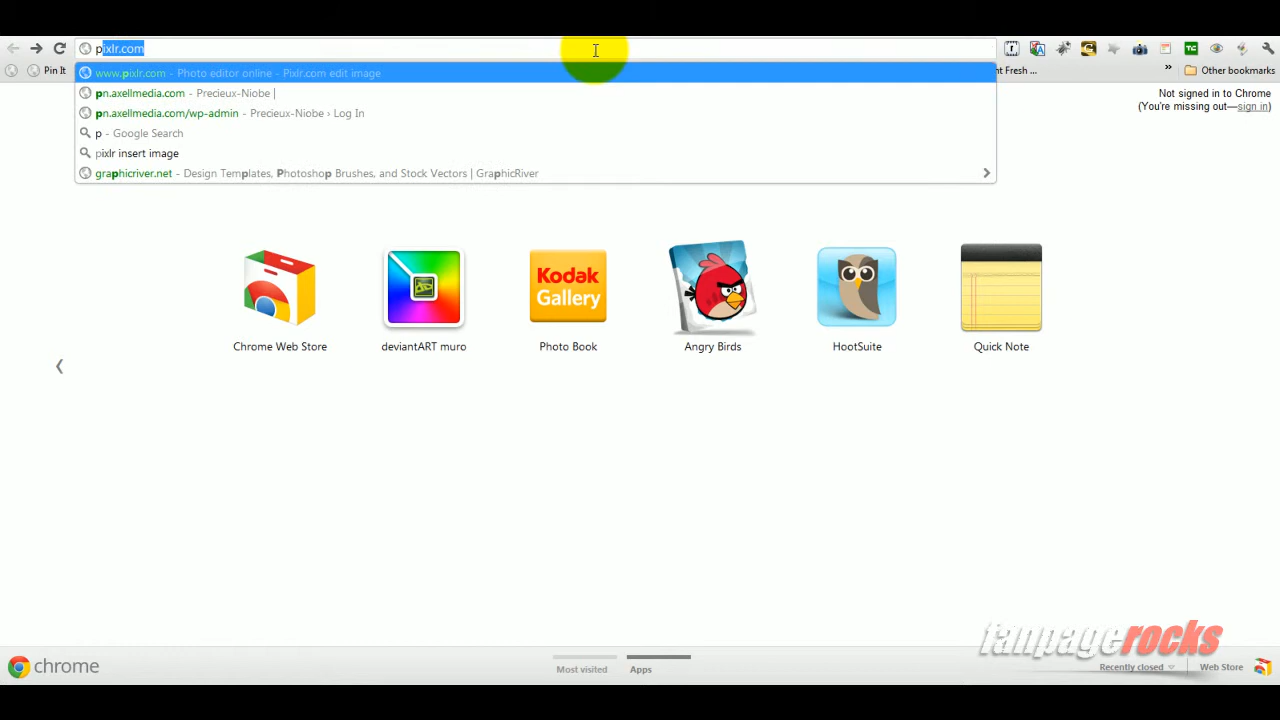 pixlr.com
Pin It
nt Fresh ...
»
Other bookmarks
www.pixlr.com - Photo editor online - Pixlr.com edit image
pn.axellmedia.com - Precieux-Niobe |
pn.axellmedia.com/wp-admin - Precieux-Niobe › Log In
p - Google Search
pixlr insert image
graphicriver.net - Design Templates, Photoshop Brushes, and Stock Vectors | GraphicRiver
Not signed in to Chrome
(You're missing out—sign in)
Kodak
Gallery
Chrome Web Store
deviantART muro
Photo Book
Angry Birds
HootSuite
Quick Note
fanpagerocks
chrome
Most visited
Apps
Recently closed
Web Store